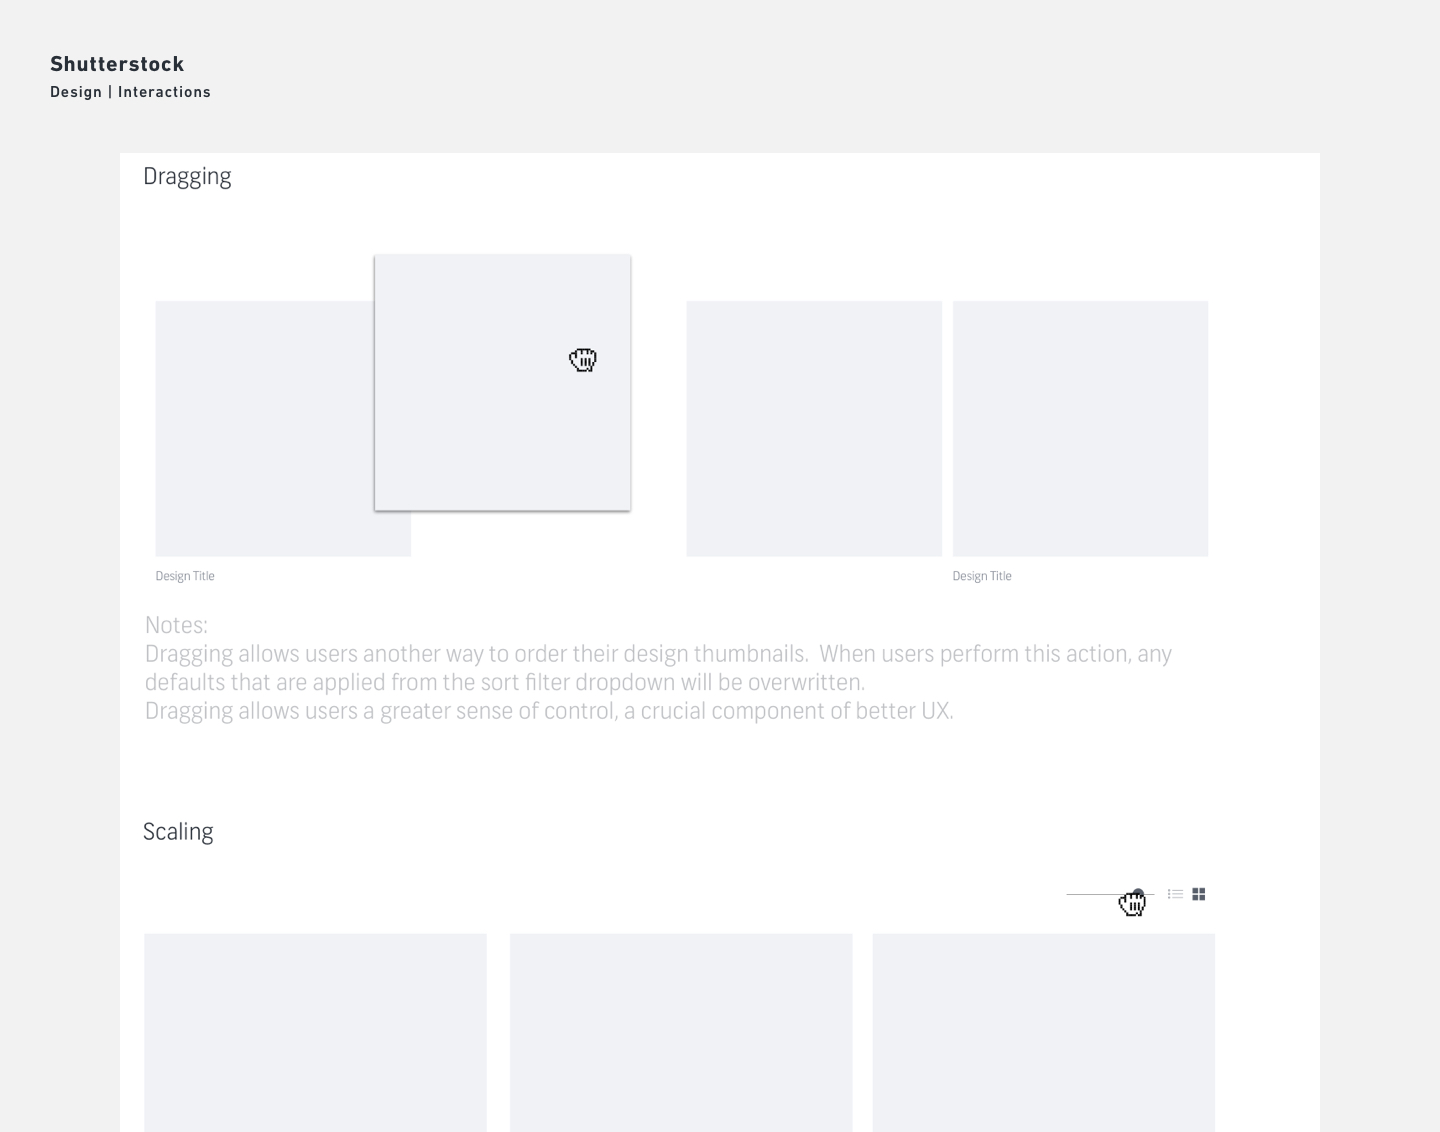 Shutterstock
Design | Interactions
Dragging
Design Title
Design Title
Notes:
Dragging allows users another way to order their design thumbnails.  When users perform this action, any
defaults that are applied from the sort filter dropdown will be overwritten.
Dragging allows users a greater sense of control, a crucial component of better UX.
Scaling